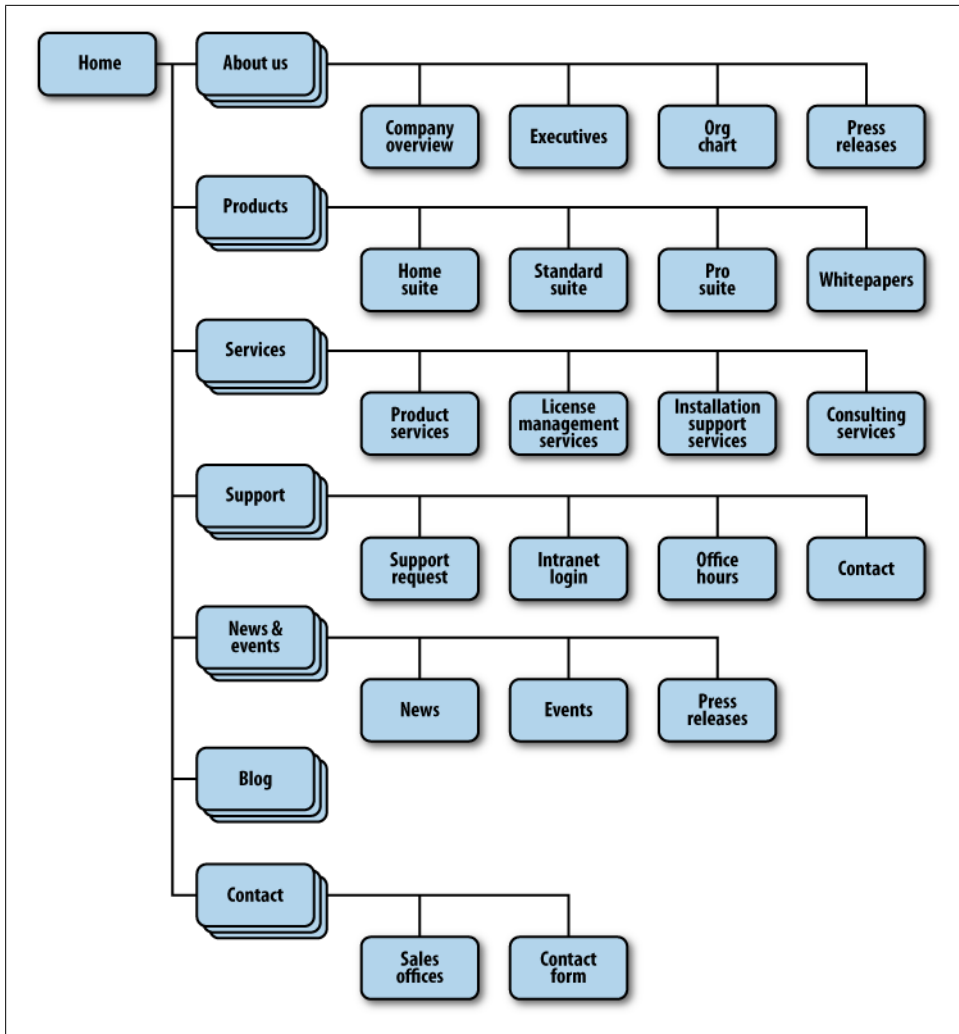 Home
About us
Company
overview
Executives
Org
chart
Press
releases
Products
Home
suite
Standard
suite
Pro
suite
Whitepapers
Services
Product
services
License
management
services
Installation
support
services
Consulting
services
Support
Support
request
Intranet
login
Office
hours
Contact
News &
events
News
Events
Press
releases
Blog
Contact
Sales
offices
Contact
form